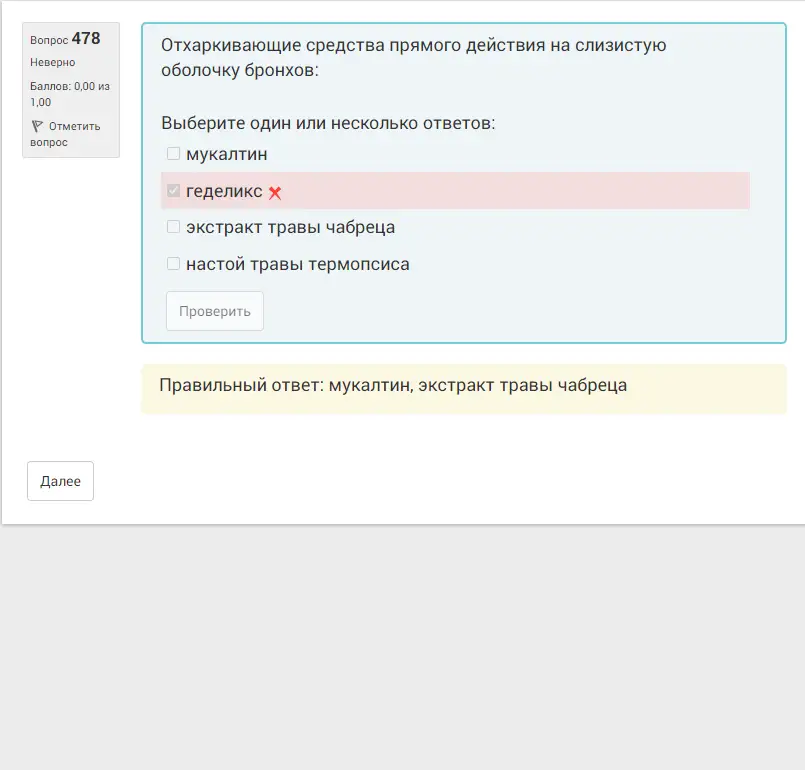 Вопрос 478
Неверно
Баллов: 0,00 из
1,00
Отметить
вопрос
Отхаркивающие средства прямого действия на слизистую
оболочку бронхов:
Выберите один или несколько ответов:
мукалтин
геделикс
экстракт травы чабреца
настой травы термопсиса
Проверить
Правильный ответ: мукалтин, экстракт травы чабреца
Далее